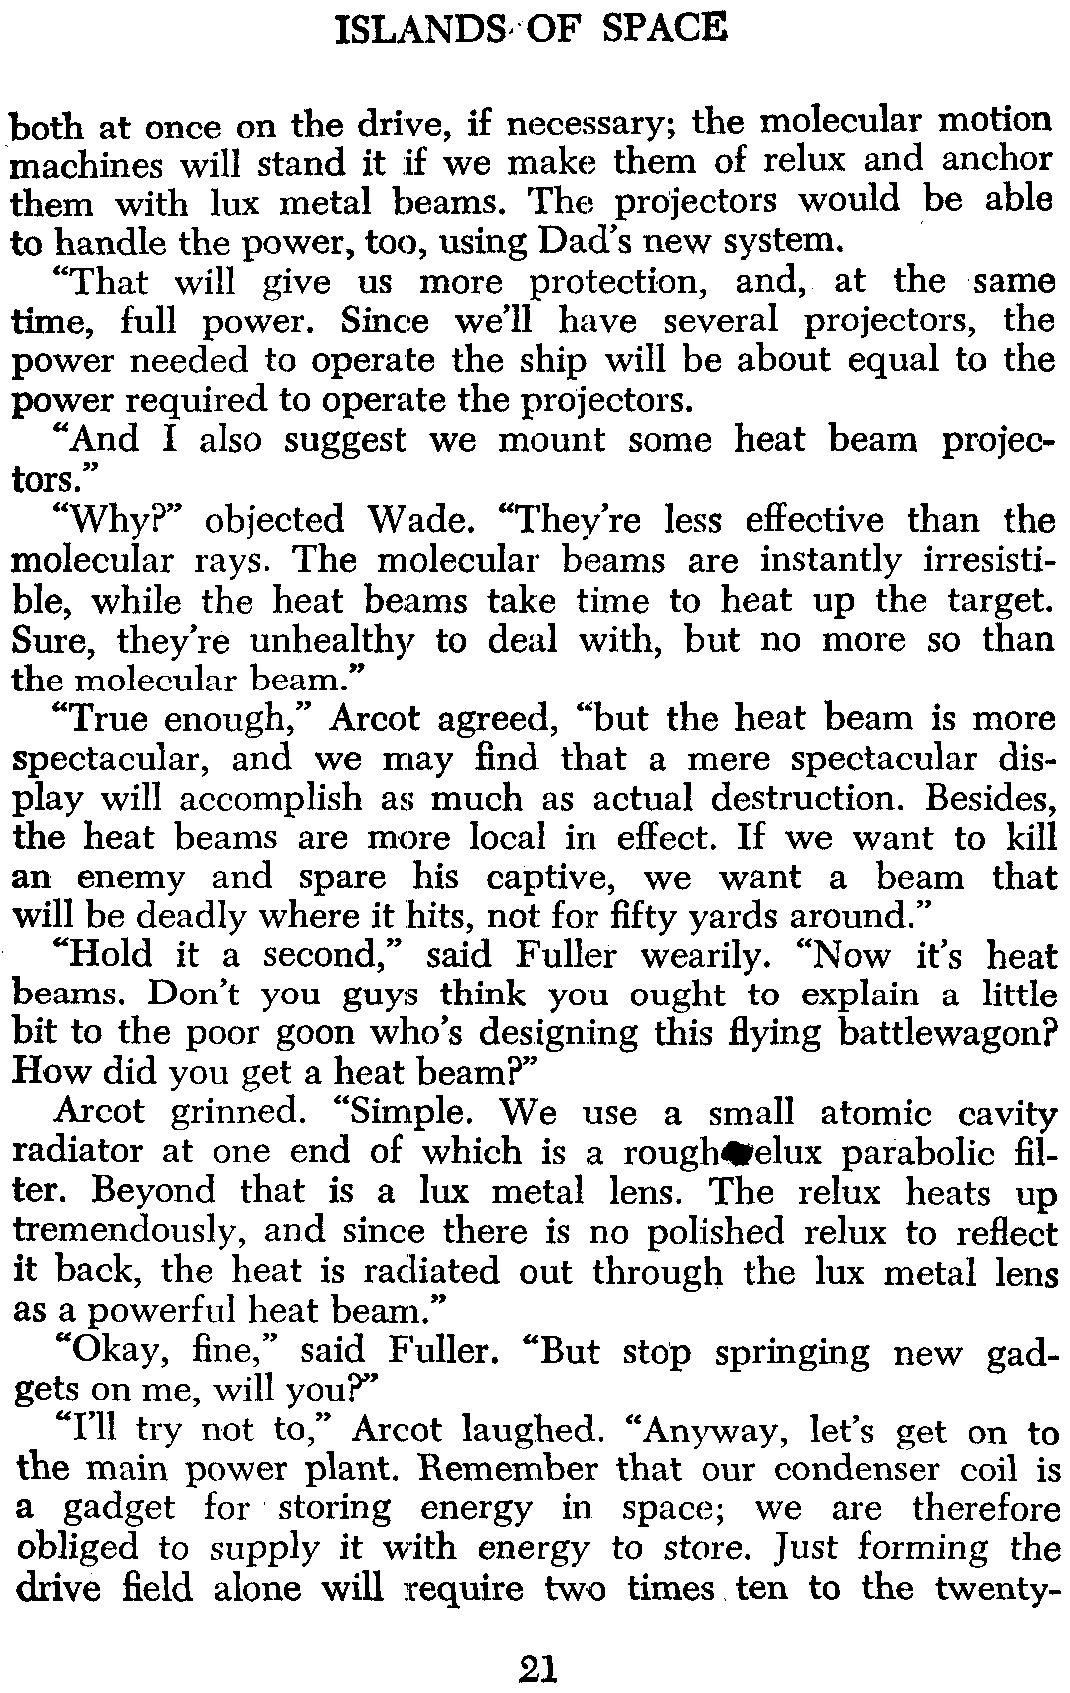 ISLANDS OF SPACE
both at once on the drive, if necessary; the molecular motion
machines will stand it if we make them of relux and anchor
them with lux metal beams. The projectors would be able
to handle the power, too, using Dad's new system.
“That will give us more protection, and, at the same
time, full power. Since we'll have several projectors, the
power needed to operate the ship will be about equal to the
power required to operate the projectors.
“And I also suggest we mount some heat beam projec-
tors.”
“Why?” objected Wade. “They're less effective than the
molecular rays. The molecular beams are instantly irresisti-
ble, while the heat beams take time to heat up the target.
Sure, they're unhealthy to deal with, but no more so than
the molecular beam.”
“True enough,” Arcot agreed, “but the heat beam is more
spectacular, and we may find that a mere spectacular dis-
play will accomplish as much as actual destruction. Besides,
the heat beams are more local in effect. If we want to kill
an enemy and spare his captive, we want a beam that
will be deadly where it hits, not for fifty yards around.”
“Hold it a second,” said Fuller wearily. “Now it's heat
beams. Don't you guys think you ought to explain a little
bit to the poor goon who's designing this flying battlewagon?
How did you get a heat beam?”
Arcot grinned. “Simple. We use a small atomic cavity
radiator at one end of which is a rough relux parabolic fil-
ter. Beyond that is a lux metal lens. The relux heats up
tremendously, and since there is no polished relux to reflect
it back, the heat is radiated out through the lux metal lens
as a powerful heat beam.”
“Okay, fine,” said Fuller. “But stop springing new gad-
gets on me, will you?”
“I'll try not to,” Arcot laughed. “Anyway, let's get on to
the main power plant. Remember that our condenser coil is
a gadget for storing energy in space; we are therefore
obliged to supply it with energy to store. Just forming the
drive field alone will require two times ten to the twenty-
21